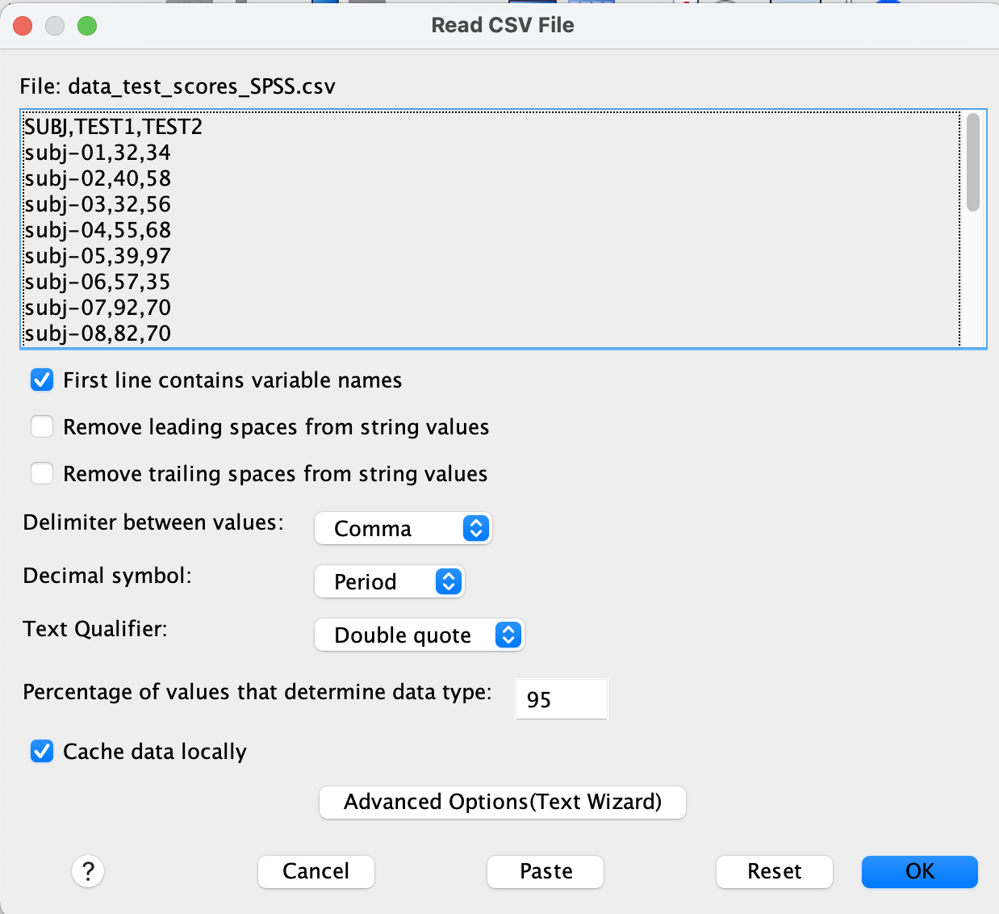 Read CSV File
File: data_test_scores_SPSS.csv
SUBJ,TEST1,TEST2
subj-01,32,34
subj-02,40,58
subj-03,32,56
subj-04,55,68
subj-05,39,97
subj-06,57,35
subj-07,92,70
subj-08,82,70
First line contains variable names
Remove leading spaces from string values
Remove trailing spaces from string values
Delimiter between values: Comma
Decimal symbol: Period
Text Qualifier: Double quote
Percentage of values that determine data type: 95
Cache data locally
Advanced Options(Text Wizard)
? Cancel Paste Reset OK